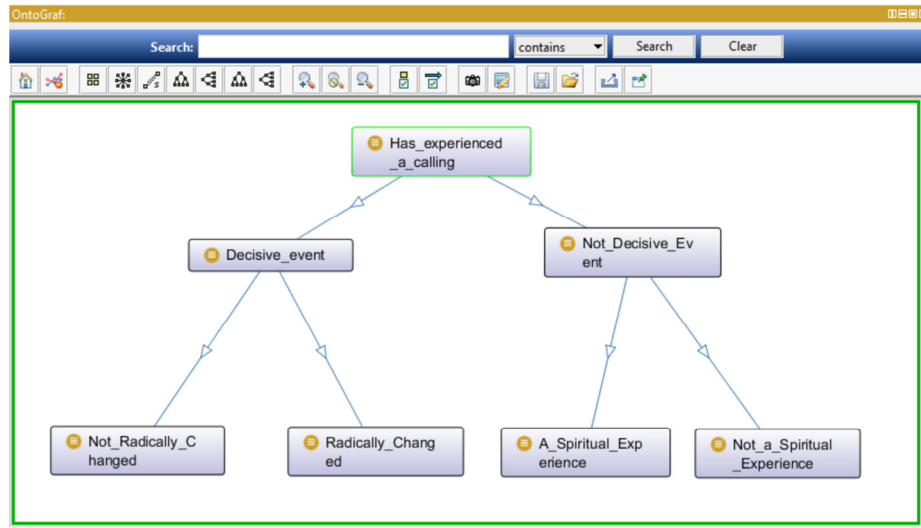 OntoGraf:
Search: contains Search Clear
Has_experienced
_a_calling
Decisive_event
Not_Decisive_Ev
ent
Not_Radically_C
hanged
Radically_Chang
ed
A_Spiritual_Exp
erience
Not_a_Spiritual
_Experience